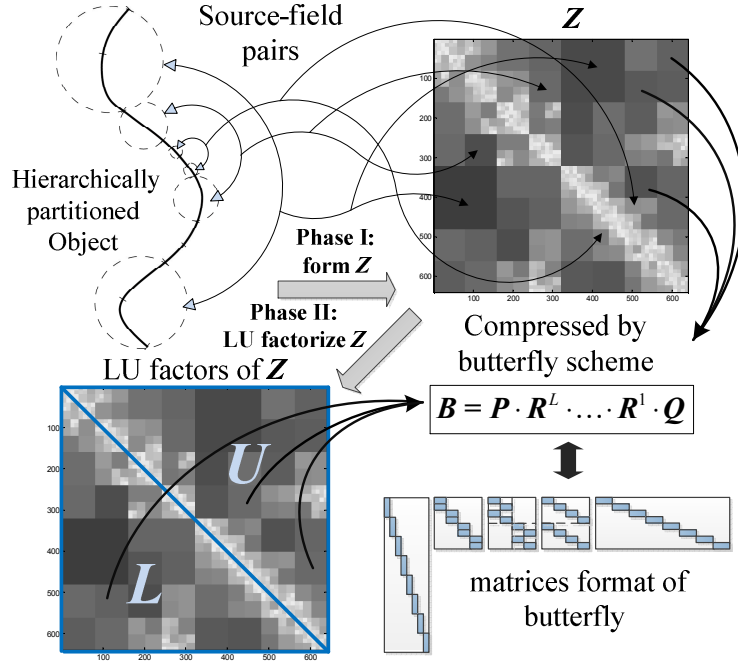 Source-field
pairs
Z
100
200
300
400
500
600
100 200 300 400 500 600
Hierarchically
partitioned
Object
Phase I:
form Z
Phase II:
LU factorize Z
Compressed by
butterfly scheme
B = P · R^L · … · R^1 · Q
LU factors of Z
100
200
300
400
500
600
100 200 300 400 500 600
U
L
matrices format of
butterfly